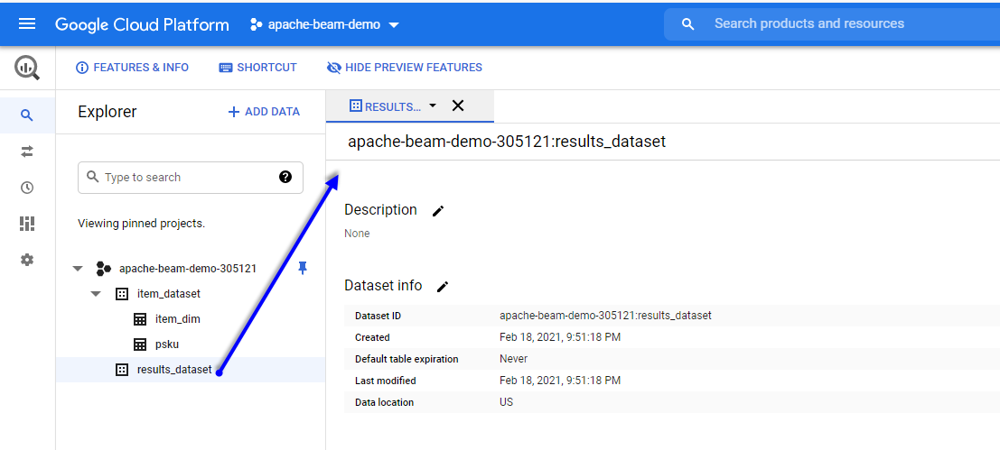 Google Cloud Platform apache-beam-demo Search products and resources
FEATURES & INFO SHORTCUT HIDE PREVIEW FEATURES
Explorer + ADD DATA
Type to search
Viewing pinned projects.
apache-beam-demo-305121
item_dataset
item_dim
psku
results_dataset
RESULTS...
apache-beam-demo-305121:results_dataset
Description
None
Dataset info
Dataset ID apache-beam-demo-305121:results_dataset
Created Feb 18, 2021, 9:51:18 PM
Default table expiration Never
Last modified Feb 18, 2021, 9:51:18 PM
Data location US